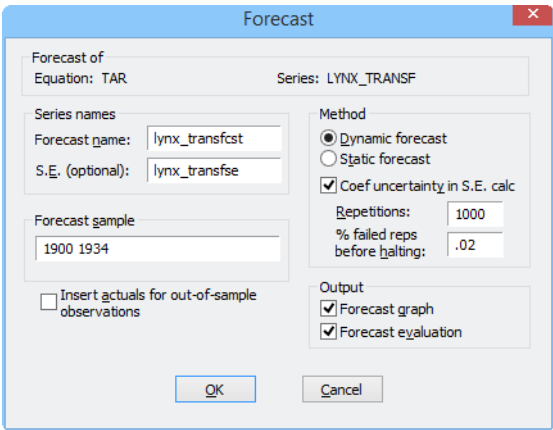 Forecast
Forecast of
Equation: TAR Series: LYNX_TRANSF
Series names
Forecast name: lynx_transfcst
S.E. (optional): lynx_transfse
Forecast sample
1900 1934
Insert actuals for out-of-sample
observations
Method
Dynamic forecast
Static forecast
Coef uncertainty in S.E. calc
Repetitions: 1000
% failed reps
before halting: .02
Output
Forecast graph
Forecast evaluation
OK Cancel